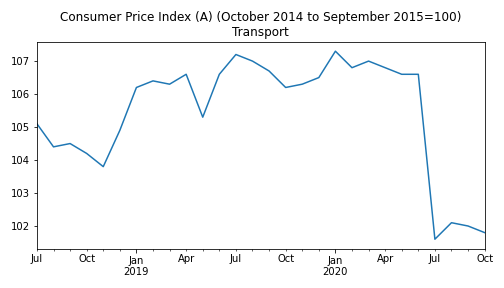 Consumer Price Index (A) (October 2014 to September 2015=100)
Transport
107
106
105
104
103
102
Jul Oct Jan Apr Jul Oct Jan Apr Jul Oct
2019 2020